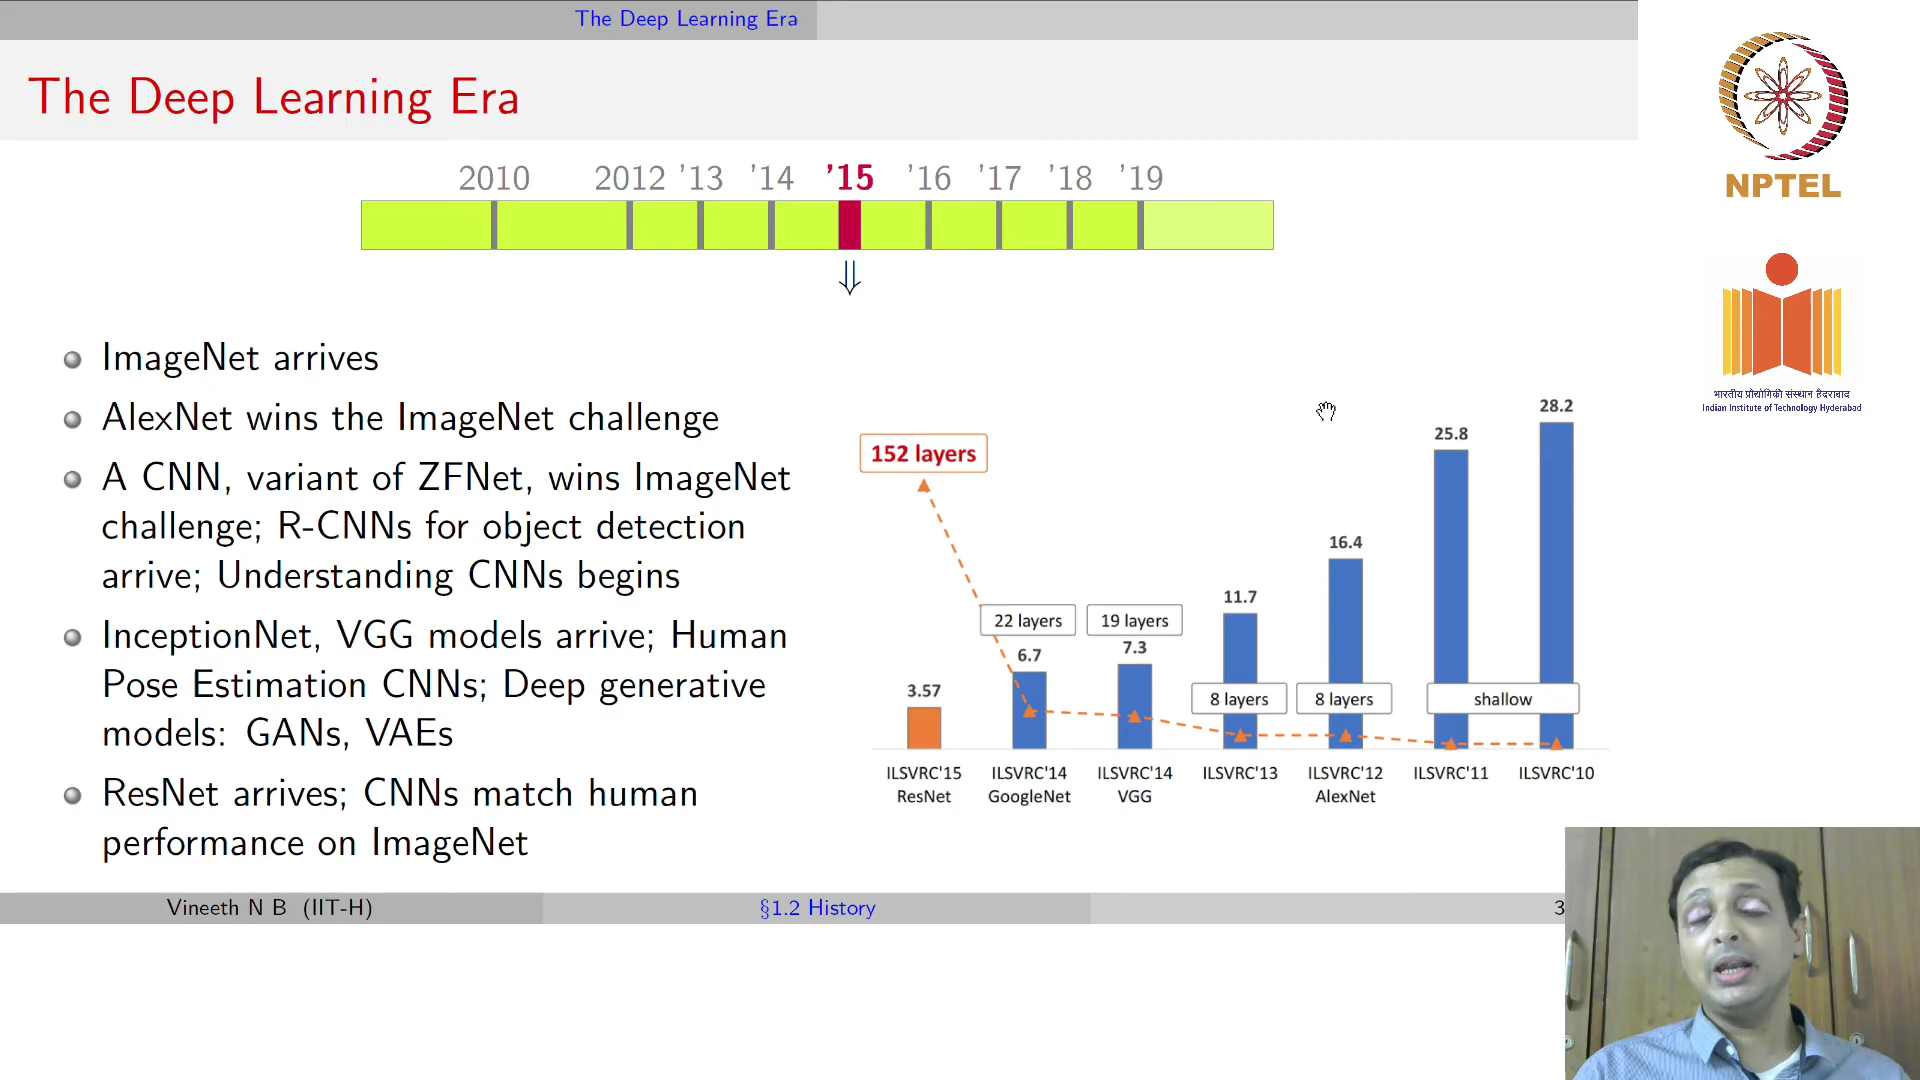 The Deep Learning Era
The Deep Learning Era
2010 2012 '13 '14 '15 '16 '17 '18 '19
ImageNet arrives
AlexNet wins the ImageNet challenge
A CNN, variant of ZFNet, wins ImageNet
challenge; R-CNNs for object detection
arrive; Understanding CNNs begins
InceptionNet, VGG models arrive; Human
Pose Estimation CNNs; Deep generative
models: GANs, VAEs
ResNet arrives; CNNs match human
performance on ImageNet
28.2
25.8
152 layers
16.4
11.7
22 layers 19 layers
6.7 7.3
3.57
8 layers 8 layers shallow
ILSVRC'15 ILSVRC'14 ILSVRC'14 ILSVRC'13 ILSVRC'12 ILSVRC'11 ILSVRC'10
ResNet GoogleNet VGG AlexNet
Vineeth N B (IIT-H) §1.2 History 3
NPTEL
भारतीय प्रौद्योगिकी संस्थान हैदराबाद
Indian Institute of Technology Hyderabad